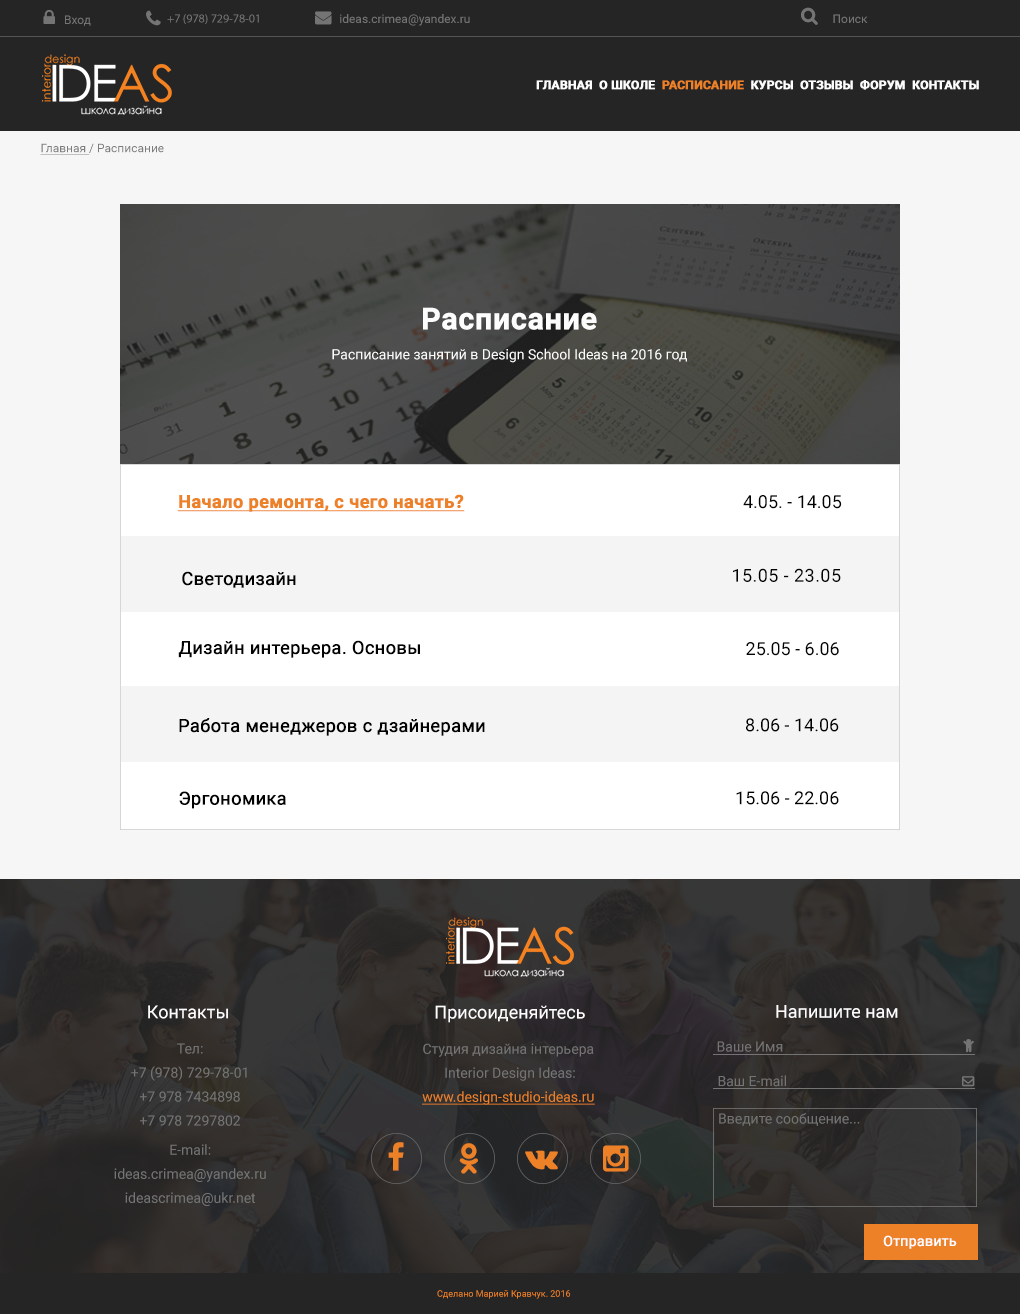 Вход
+7 (978) 729-78-01
ideas.crimea@yandex.ru
Поиск
interior design
IDEAS
школа дизайна
ГЛАВНАЯ О ШКОЛЕ РАСПИСАНИЕ КУРСЫ ОТЗЫВЫ ФОРУМ КОНТАКТЫ
Главная / Расписание
Расписание
Расписание занятий в Design School Ideas на 2016 год
Начало ремонта, с чего начать? 4.05. - 14.05
Светодизайн 15.05 - 23.05
Дизайн интерьера. Основы 25.05 - 6.06
Работа менеджеров с дзайнерами 8.06 - 14.06
Эргономика 15.06 - 22.06
interior design
IDEAS
школа дизайна
Контакты
Тел:
+7 (978) 729-78-01
+7 978 7434898
+7 978 7297802
E-mail:
ideas.crimea@yandex.ru
ideascrimea@ukr.net
Присоиденяйтесь
Студия дизайна інтерьера
Interior Design Ideas:
www.design-studio-ideas.ru
Напишите нам
Ваше Имя
Ваш E-mail
Введите сообщение...
Отправить
Сделано Марией Кравчук. 2016